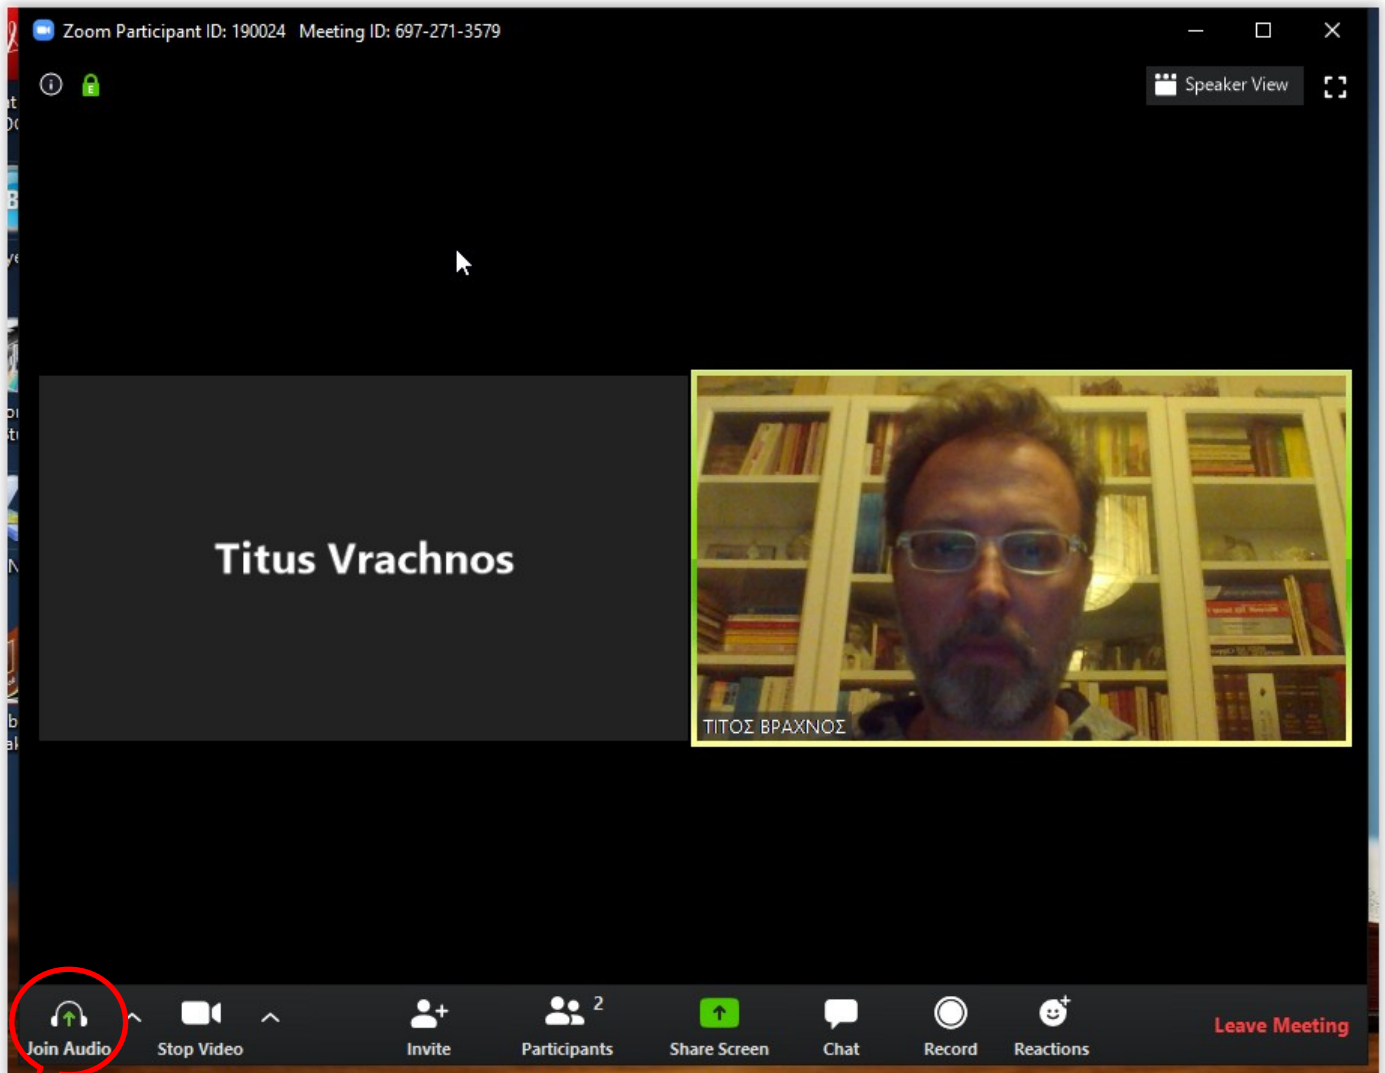 Zoom Participant ID: 190024 Meeting ID: 697-271-3579
Speaker View
Titus Vrachnos
ΤΙΤΟΣ ΒΡΑΧΝΟΣ
Join Audio
Stop Video
Invite
2
Participants
Share Screen
Chat
Record
Reactions
Leave Meeting